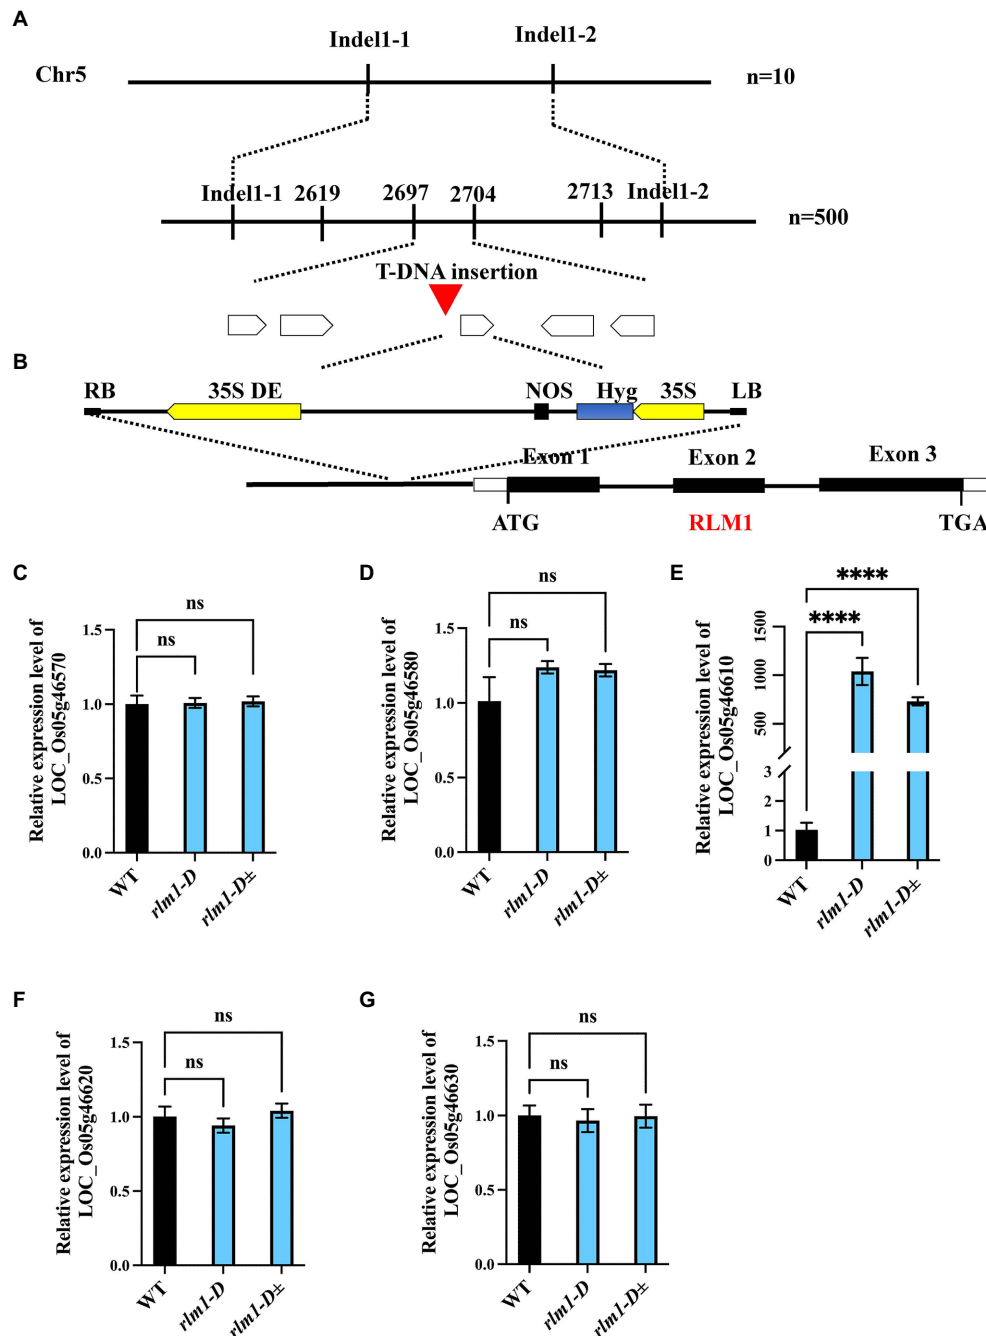 A
Indel1-1 Indel1-2
Chr5 n=10
Indel1-1 2619 2697 2704 2713 Indel1-2
n=500
T-DNA insertion
B
RB 35S DE NOS Hyg 35S LB
Exon 1 Exon 2 Exon 3
ATG RLM1 TGA
C
Relative expression level of
LOC_Os05g46570
ns
ns
1.5
1.0
0.5
0.0
WT rlm1-D rlm1-D±
D
Relative expression level of
LOC_Os05g46580
ns
ns
1.5
1.0
0.5
0.0
WT rlm1-D rlm1-D±
E
Relative expression level of
LOC_Os05g46610
****
****
1500
1000
500
3
2
1
0
WT rlm1-D rlm1-D±
F
Relative expression level of
LOC_Os05g46620
ns
ns
1.5
1.0
0.5
0.0
WT rlm1-D rlm1-D±
G
Relative expression level of
LOC_Os05g46630
ns
ns
1.5
1.0
0.5
0.0
WT rlm1-D rlm1-D±